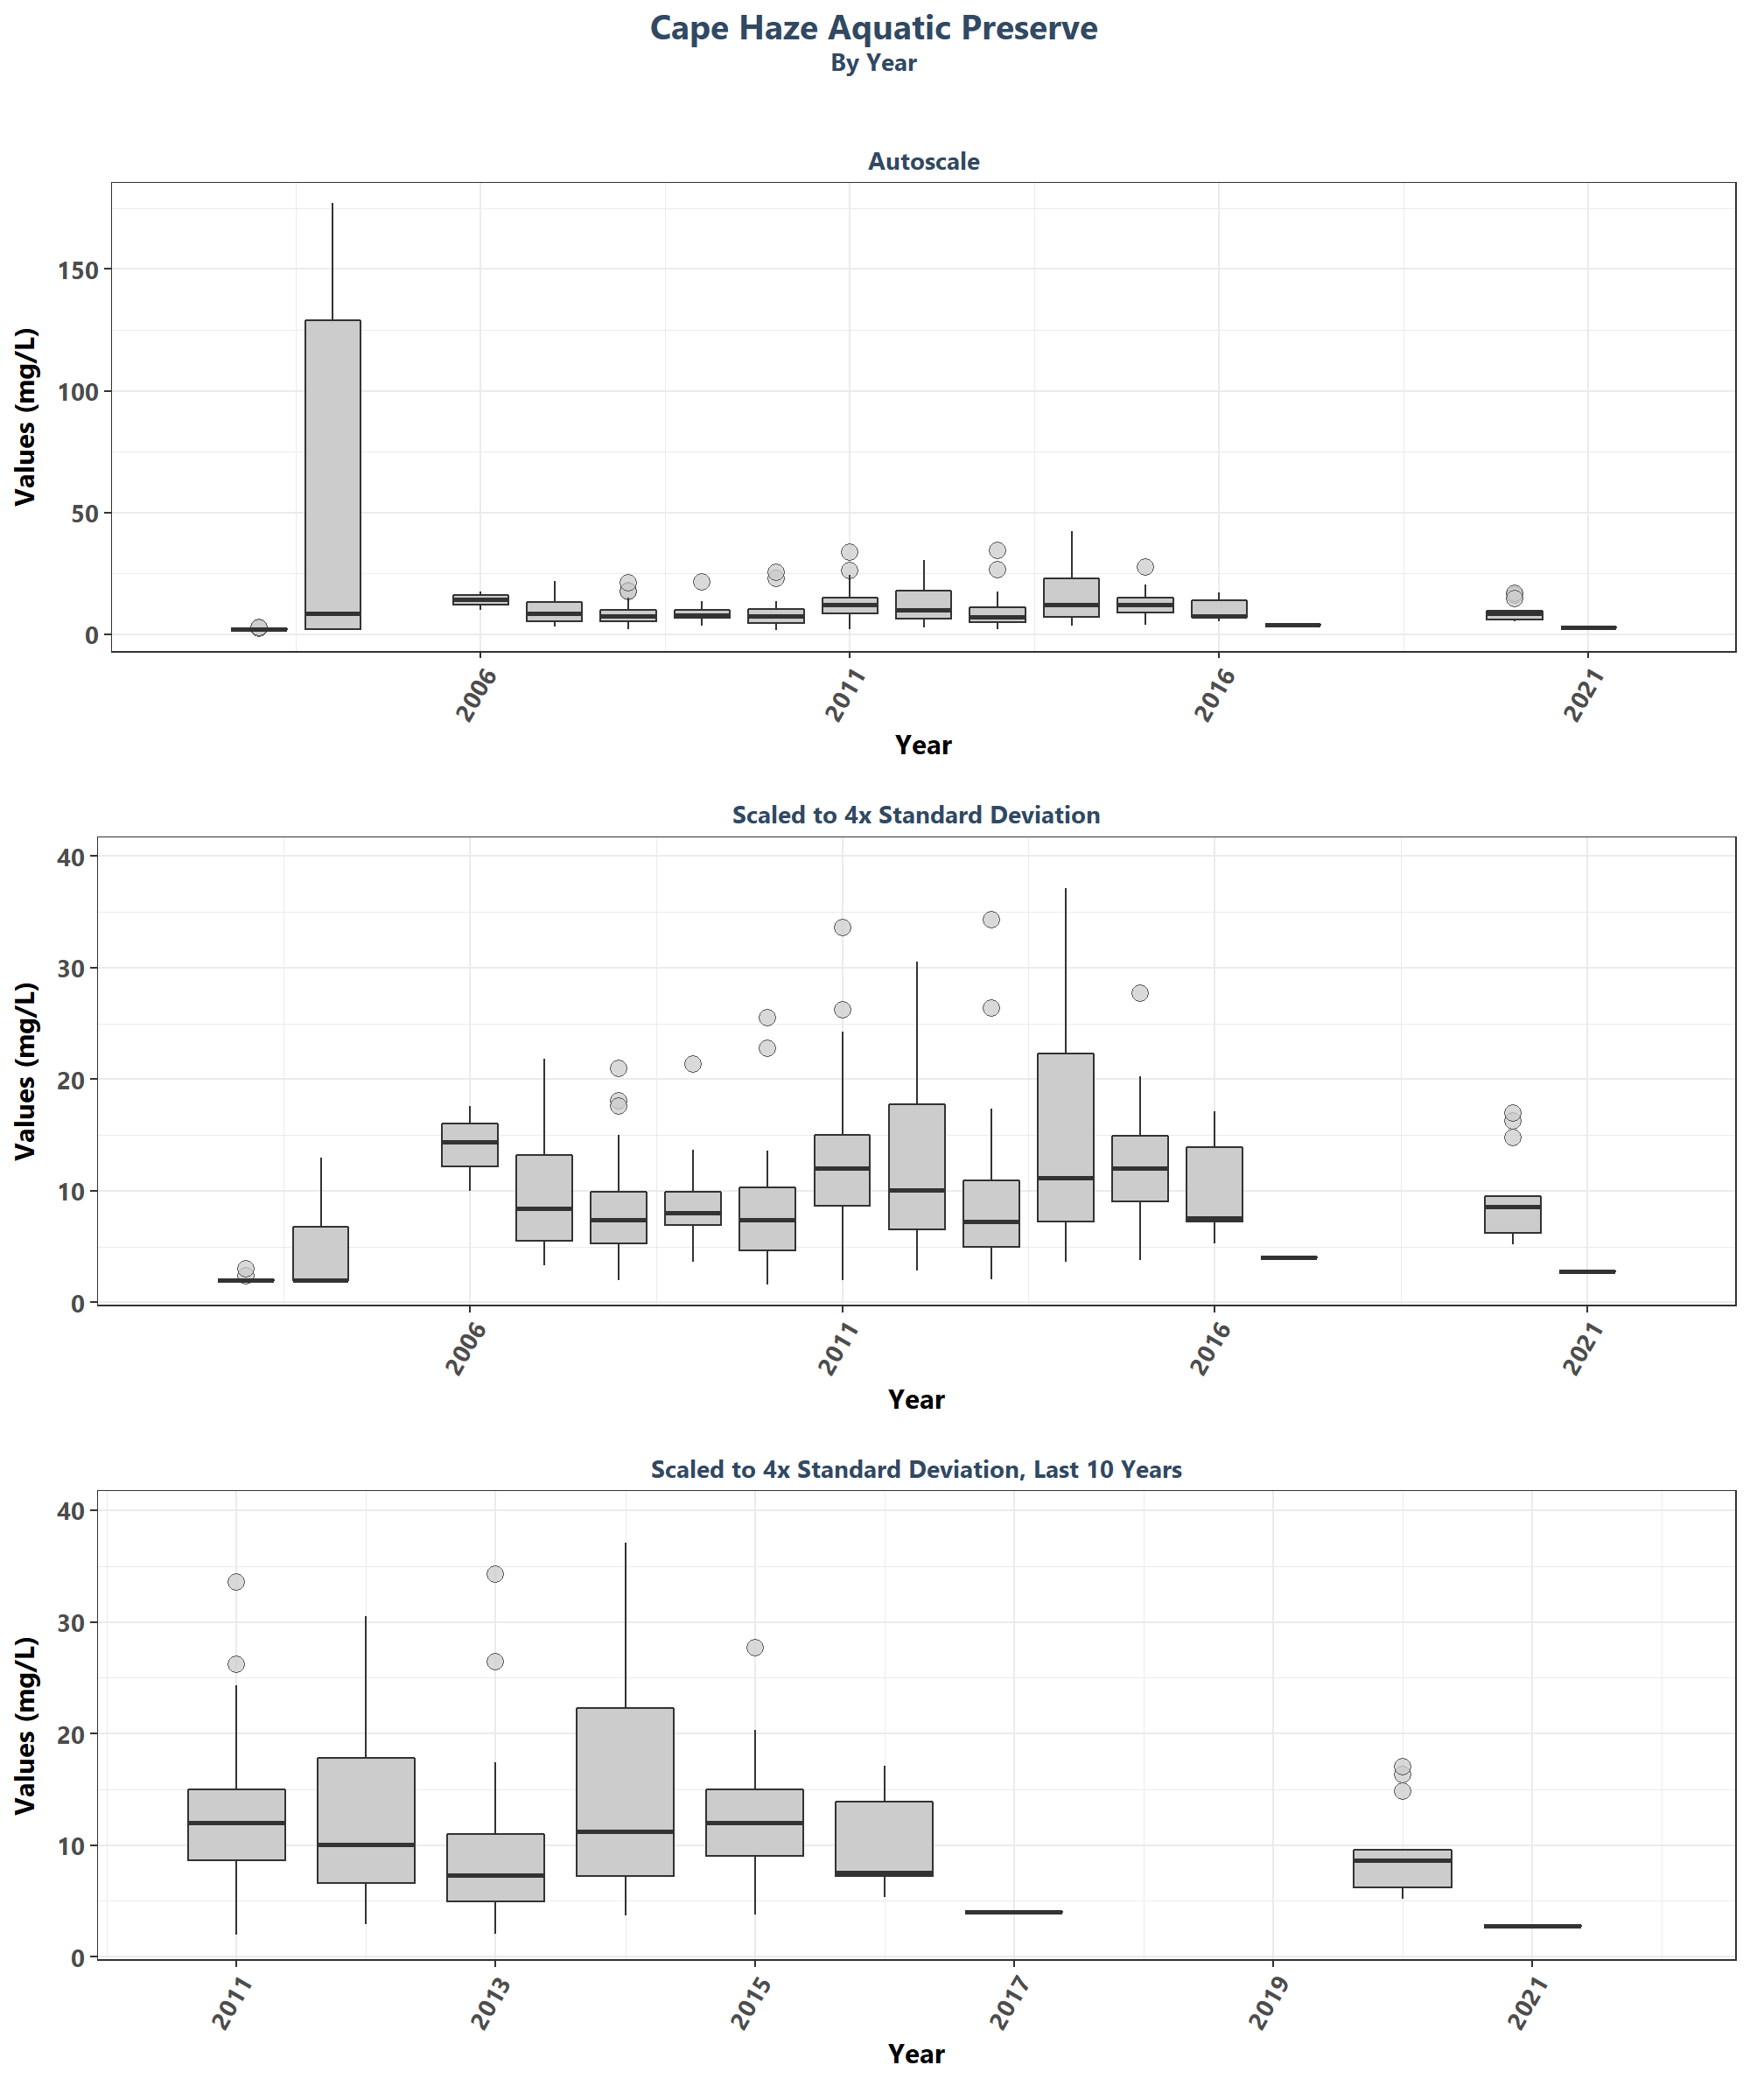 Cape Haze Aquatic Preserve
By Year
Autoscale
Values (mg/L)
150
100
50
0
2006
2011
2016
2021
Year
Scaled to 4x Standard Deviation
Values (mg/L)
40
30
20
10
0
2006
2011
2016
2021
Year
Scaled to 4x Standard Deviation, Last 10 Years
Values (mg/L)
40
30
20
10
0
2011
2013
2015
2017
2019
2021
Year